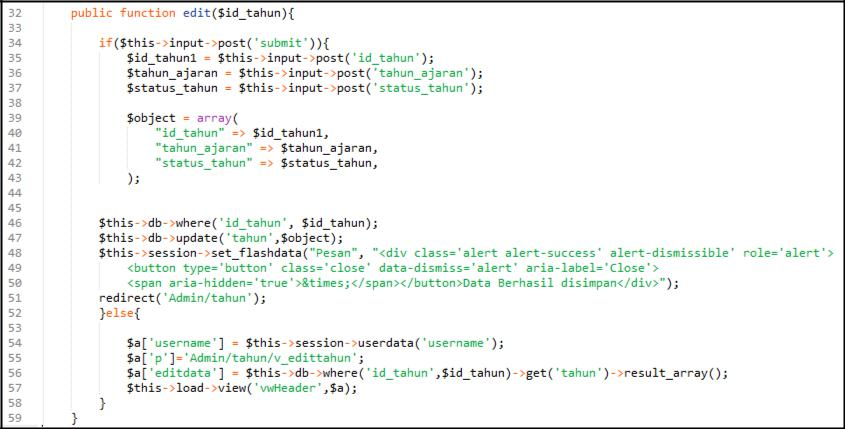 32 public function edit($id_tahun){
33
34 if($this->input->post('submit')){
35 $id_tahun1 = $this->input->post('id_tahun');
36 $tahun_ajaran = $this->input->post('tahun_ajaran');
37 $status_tahun = $this->input->post('status_tahun');
38
39 $object = array(
40 "id_tahun" => $id_tahun1,
41 "tahun_ajaran" => $tahun_ajaran,
42 "status_tahun" => $status_tahun,
43 );
44
45
46 $this->db->where('id_tahun', $id_tahun);
47 $this->db->update('tahun',$object);
48 $this->session->set_flashdata("Pesan", "<div class='alert alert-success' alert-dismissible' role='alert'>
49 <button type='button' class='close' data-dismiss='alert' aria-label='Close'>
50 <span aria-hidden='true'>&times;</span></button>Data Berhasil disimpan</div>");
51 redirect('Admin/tahun');
52 }else{
53
54 $a['username'] = $this->session->userdata('username');
55 $a['p']='Admin/tahun/v_edittahun';
56 $a['editdata'] = $this->db->where('id_tahun',$id_tahun)->get('tahun')->result_array();
57 $this->load->view('vwHeader',$a);
58 }
59 }